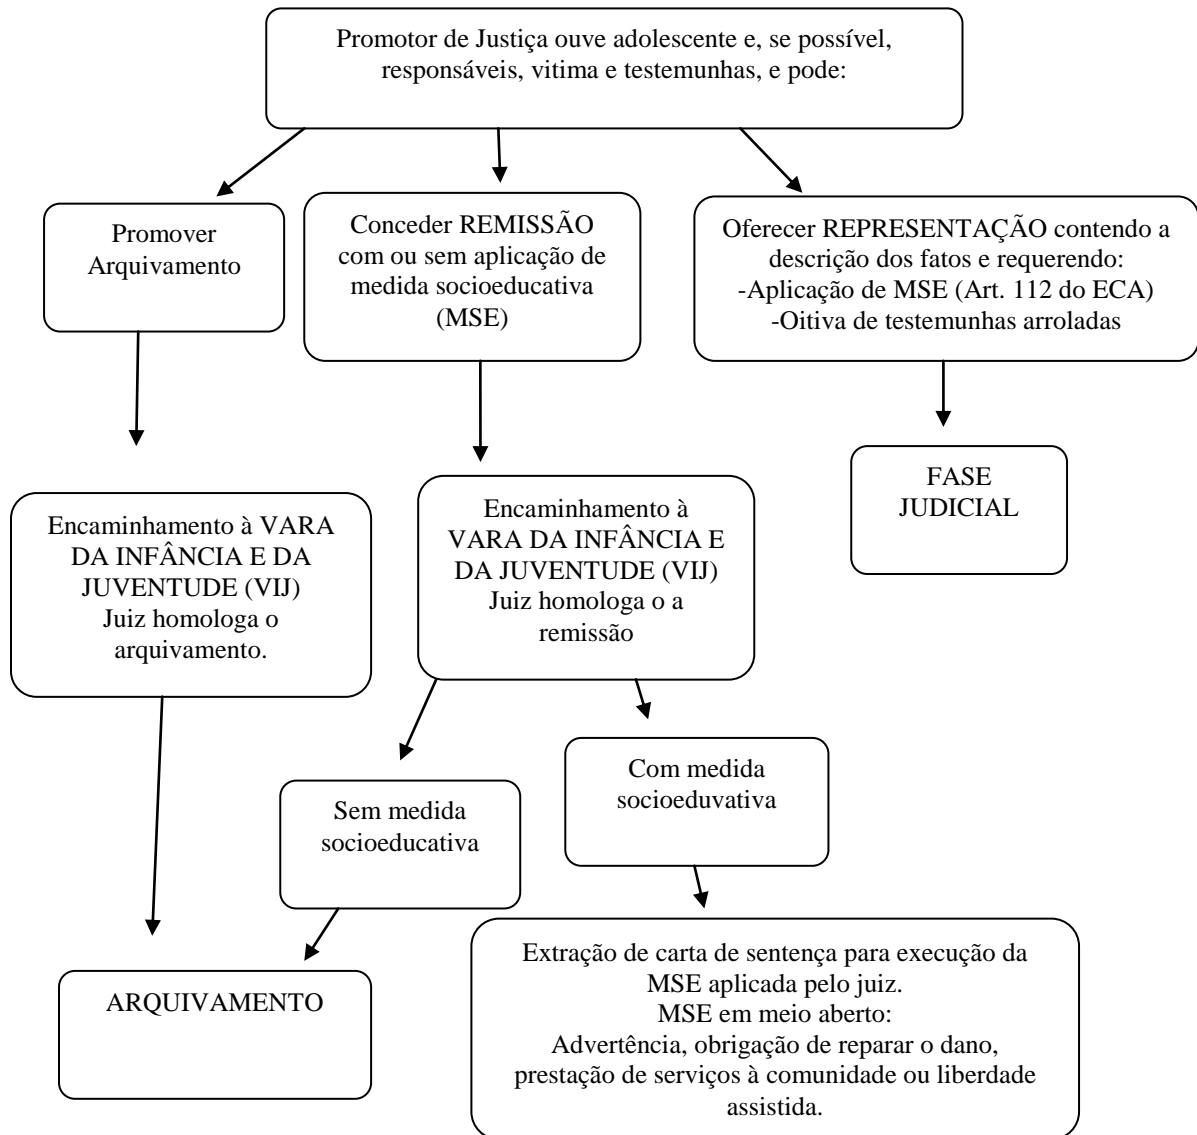 Promotor de Justiça ouve adolescente e, se possível,
responsáveis, vitima e testemunhas, e pode:
Promover
Arquivamento
Conceder REMISSÃO
com ou sem aplicação de
medida socioeducativa
(MSE)
Oferecer REPRESENTAÇÃO contendo a
descrição dos fatos e requerendo:
-Aplicação de MSE (Art. 112 do ECA)
-Oitiva de testemunhas arroladas
Encaminhamento à VARA
DA INFÂNCIA E DA
JUVENTUDE (VIJ)
Juiz homologa o
arquivamento.
Encaminhamento à
VARA DA INFÂNCIA E
DA JUVENTUDE (VIJ)
Juiz homologa o a
remissão
FASE
JUDICIAL
Sem medida
socioeducativa
Com medida
socioeduvativa
ARQUIVAMENTO
Extração de carta de sentença para execução da
MSE aplicada pelo juiz.
MSE em meio aberto:
Advertência, obrigação de reparar o dano,
prestação de serviços à comunidade ou liberdade
assistida.